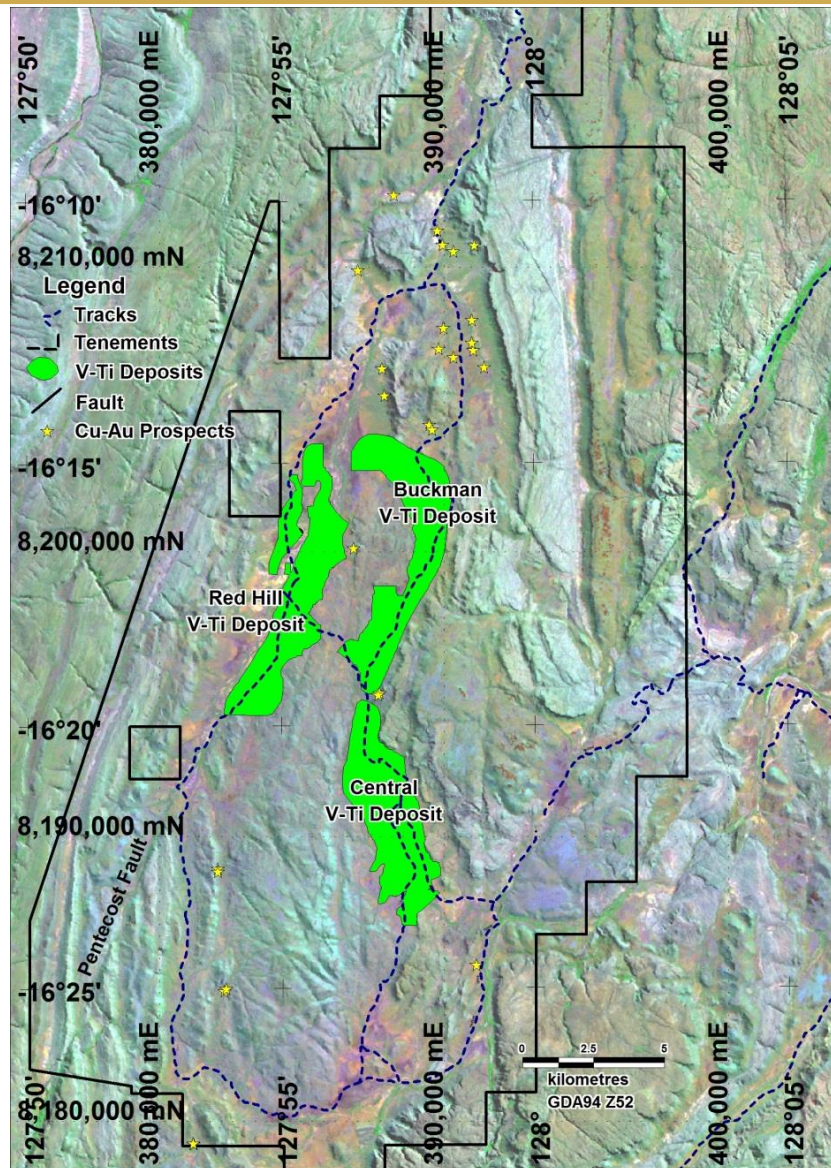 127°50'
380,000 mE
127°55'
390,000 mE
128°
400,000 mE
128°05'
-16°10'
8,210,000 mN
Legend
Tracks
Tenements
V-Ti Deposits
Fault
Cu-Au Prospects
-16°15'
Buckman
V-Ti Deposit
8,200,000 mN
Red Hill
V-Ti Deposit
-16°20'
Central
V-Ti Deposit
8,190,000 mN
Pentecost Fault
-16°25'
0 2.5 5
kilometres
GDA94 Z52
8,180,000 mN
127°50'
380,000 mE
127°55'
390,000 mE
128°
400,000 mE
128°05'